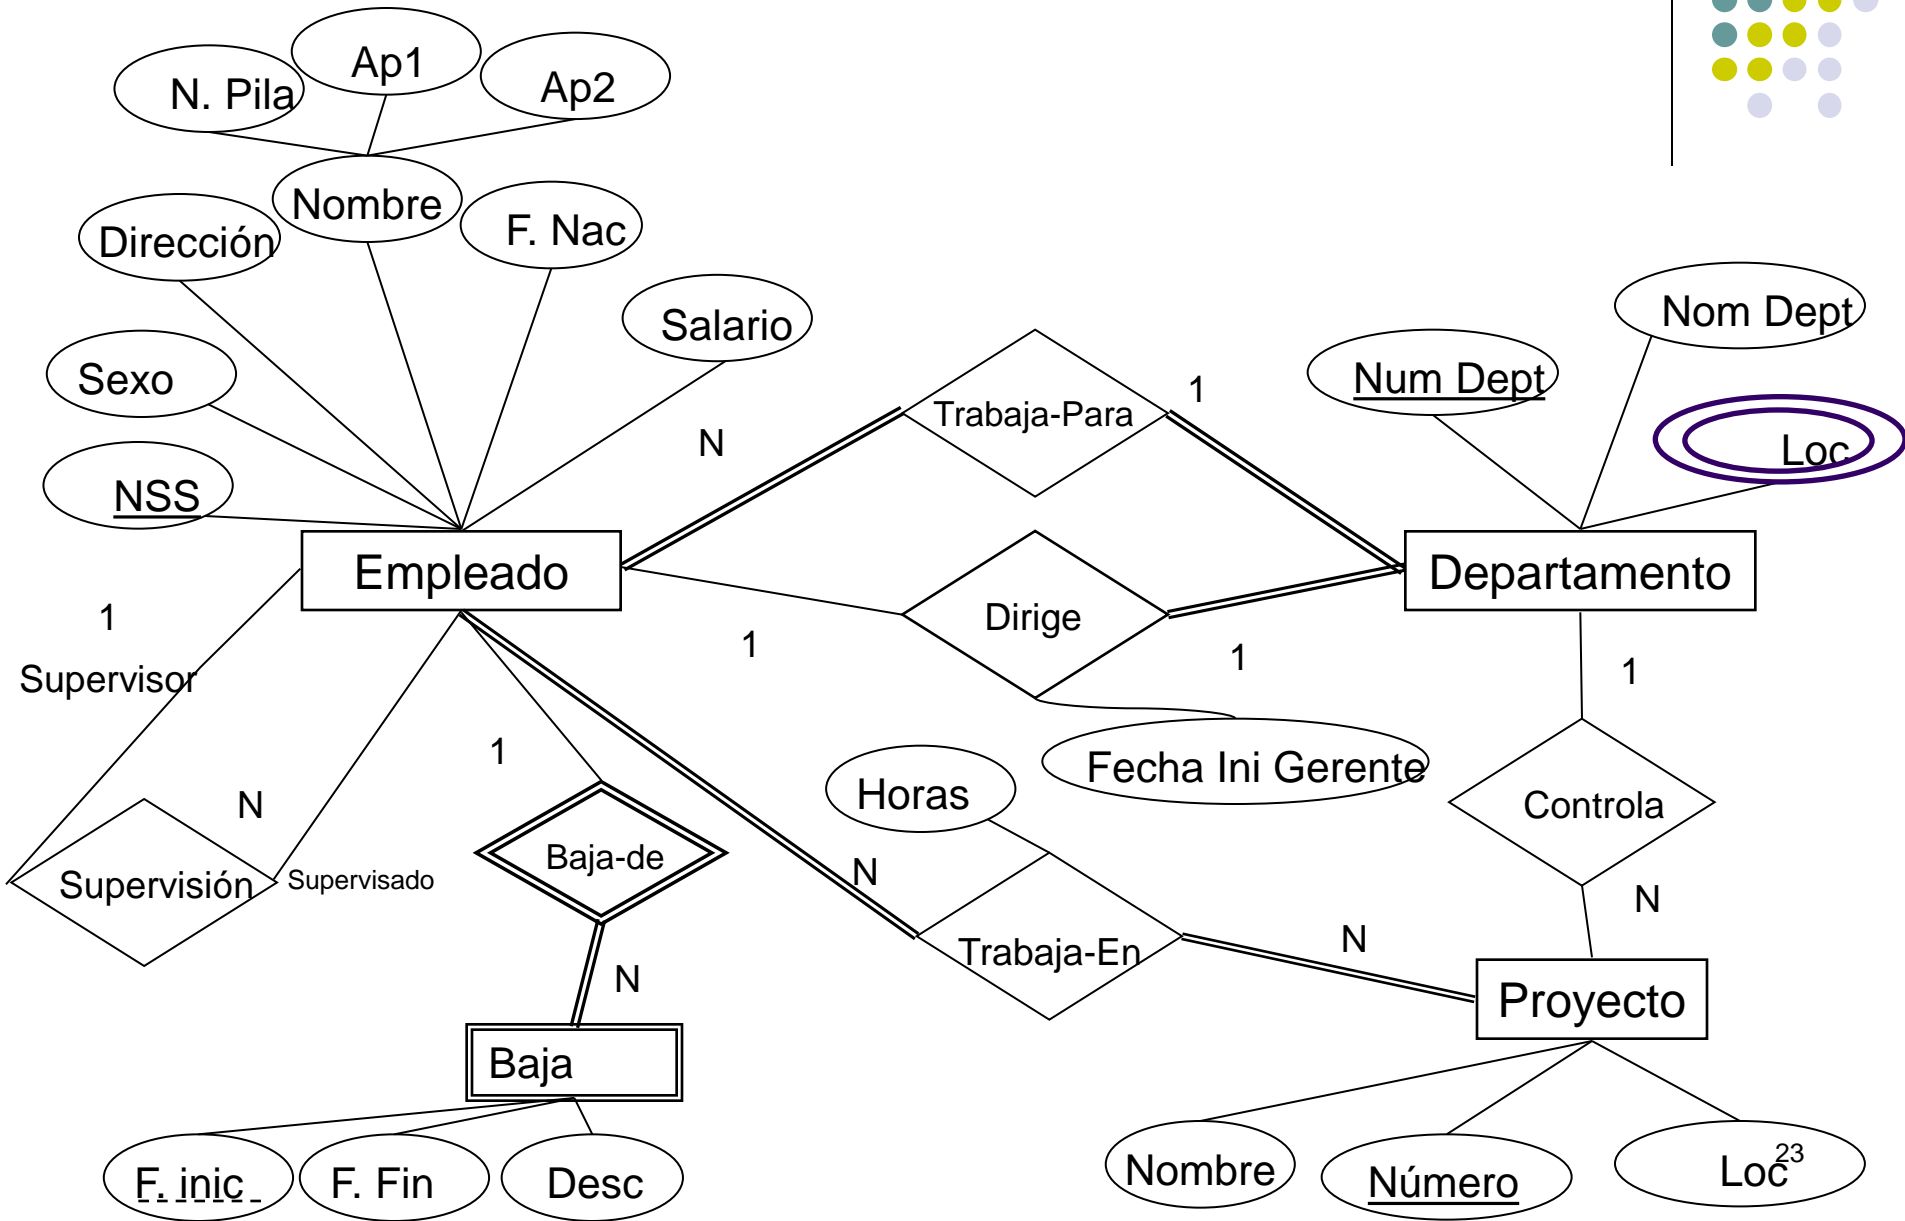 N. Pila
Ap1
Ap2
Nombre
Dirección
F. Nac
Salario
Sexo
NSS
Nom Dept
Num Dept
Loc
Trabaja-Para
N
1
Empleado
Departamento
Dirige
1
1
1
Supervisor
1
Fecha Ini Gerente
1
N
Horas
Controla
Baja-de
Supervisión
Supervisado
N
Trabaja-En
N
N
N
Proyecto
Baja
F. inic
F. Fin
Desc
Nombre
Número
Loc
23